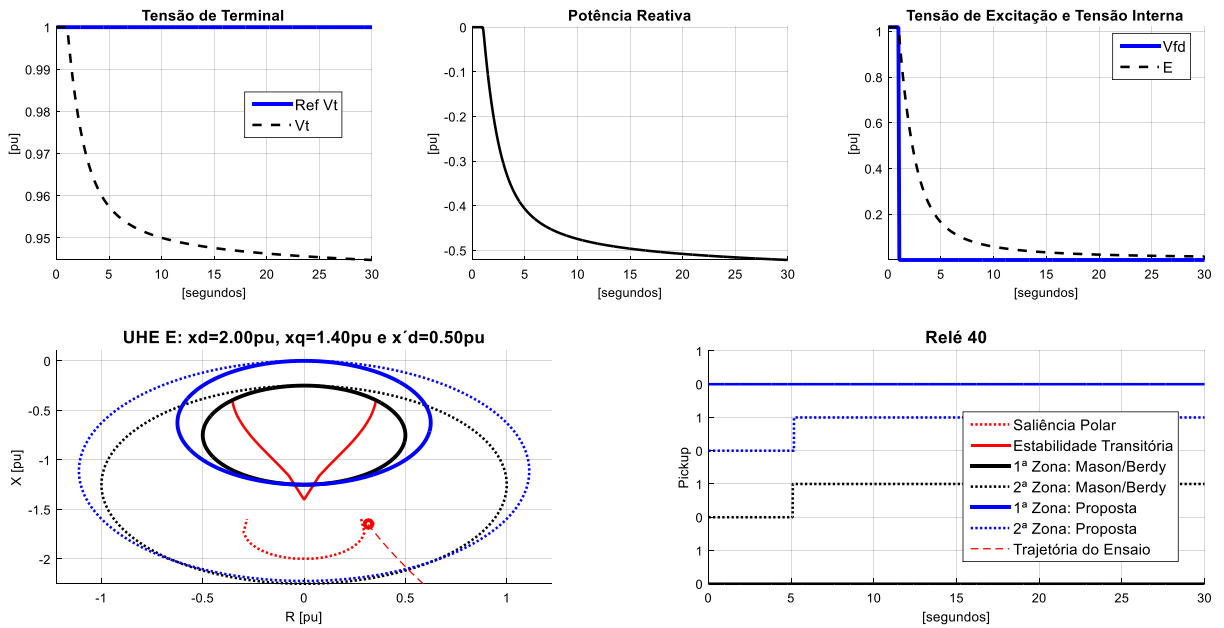 Tensão de Terminal
1
0.99
0.98
0.97
0.96
0.95
[pu]
Ref Vt
Vt
0 5 10 15 20 25 30
[segundos]
Potência Reativa
0
-0.1
-0.2
-0.3
-0.4
-0.5
[pu]
0 5 10 15 20 25 30
[segundos]
Tensão de Excitação e Tensão Interna
1
0.8
0.6
0.4
0.2
[pu]
Vfd
E
0 5 10 15 20 25 30
[segundos]
UHE E: xd=2.00pu, xq=1.40pu e x´d=0.50pu
0
-0.5
-1
-1.5
-2
X [pu]
-1 -0.5 0 0.5 1
R [pu]
Relé 40
1
0
1
0
1
0
1
0
Pickup
Saliência Polar
Estabilidade Transitória
1ª Zona: Mason/Berdy
2ª Zona: Mason/Berdy
1ª Zona: Proposta
2ª Zona: Proposta
Trajetória do Ensaio
0 5 10 15 20 25 30
[segundos]